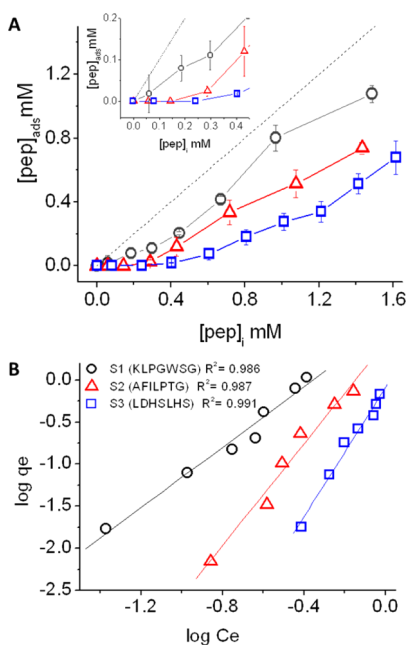 A
[pep]ads mM
0.2
0.1
0.0
0.0 0.1 0.2 0.3 0.4
[pep]i mM
1.2
0.8
0.4
0.0
0.0 0.4 0.8 1.2 1.6
[pep]i mM
B
S1 (KLPGWSG) R²= 0.986
S2 (AFILPTG) R²= 0.987
S3 (LDHSLHS) R²= 0.991
log qe
0.0
-0.5
-1.0
-1.5
-2.0
-2.5
-1.2 -0.8 -0.4 0.0
log Ce